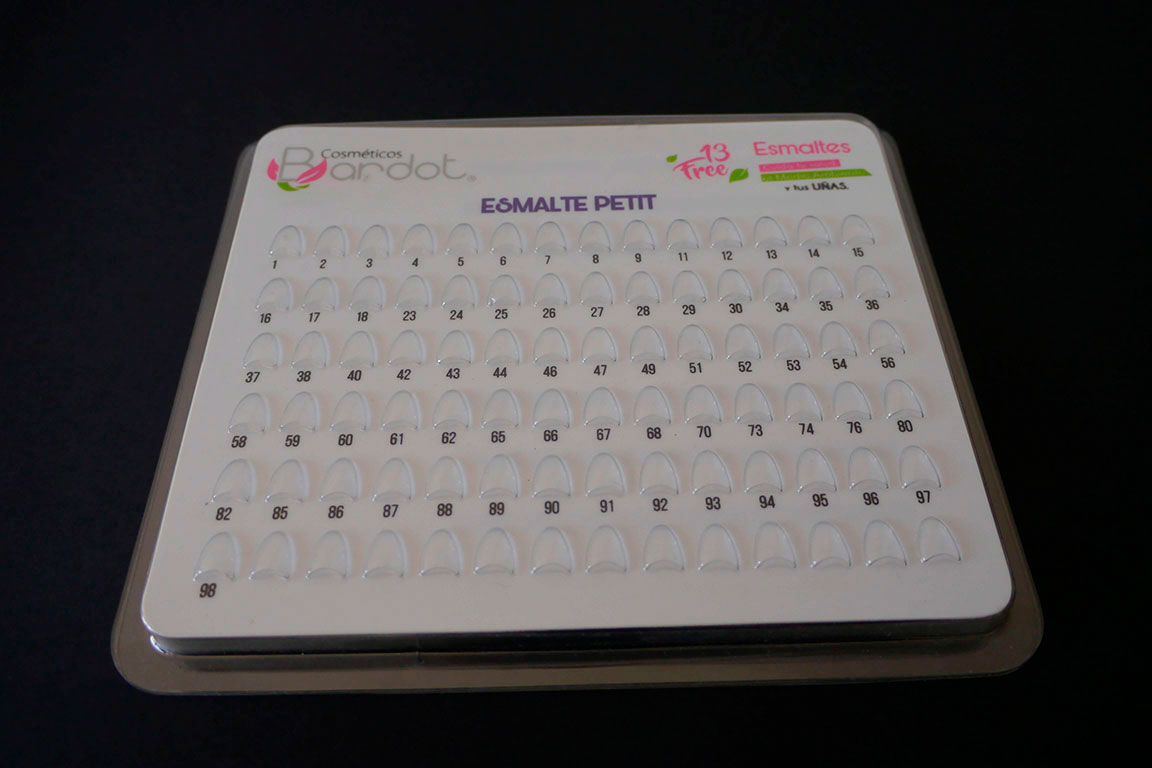 Cosméticos
Bardot®
13
Free
Esmaltes
y tus UÑAS.
ESMALTE PETIT
1 2 3 4 5 6 7 8 9 11 12 13 14 15
16 17 18 23 24 25 26 27 28 29 30 34 35 36
37 38 40 42 43 44 46 47 49 51 52 53 54 56
58 59 60 61 62 65 66 67 68 70 73 74 76 80
82 85 86 87 88 89 90 91 92 93 94 95 96 97
98